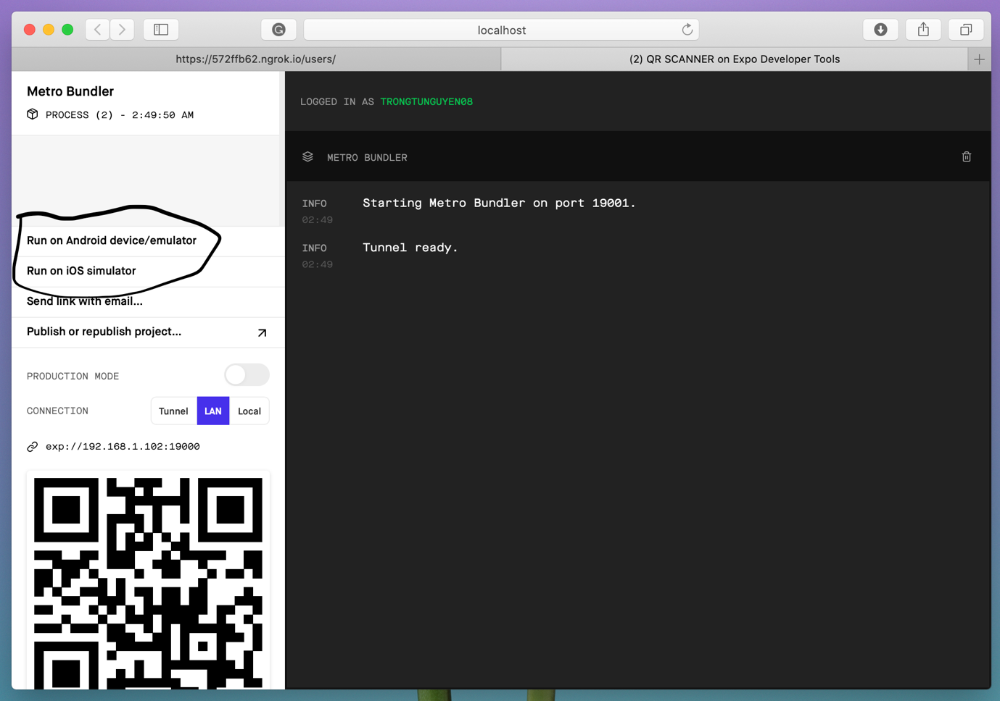 localhost
https://572ffb62.ngrok.io/users/
(2) QR SCANNER on Expo Developer Tools
Metro Bundler
PROCESS (2) - 2:49:50 AM
Run on Android device/emulator
Run on iOS simulator
Send link with email...
Publish or republish project...
PRODUCTION MODE
CONNECTION Tunnel LAN Local
exp://192.168.1.102:19000
LOGGED IN AS TRONGTUNGUYEN08
METRO BUNDLER
INFO Starting Metro Bundler on port 19001.
02:49
INFO Tunnel ready.
02:49